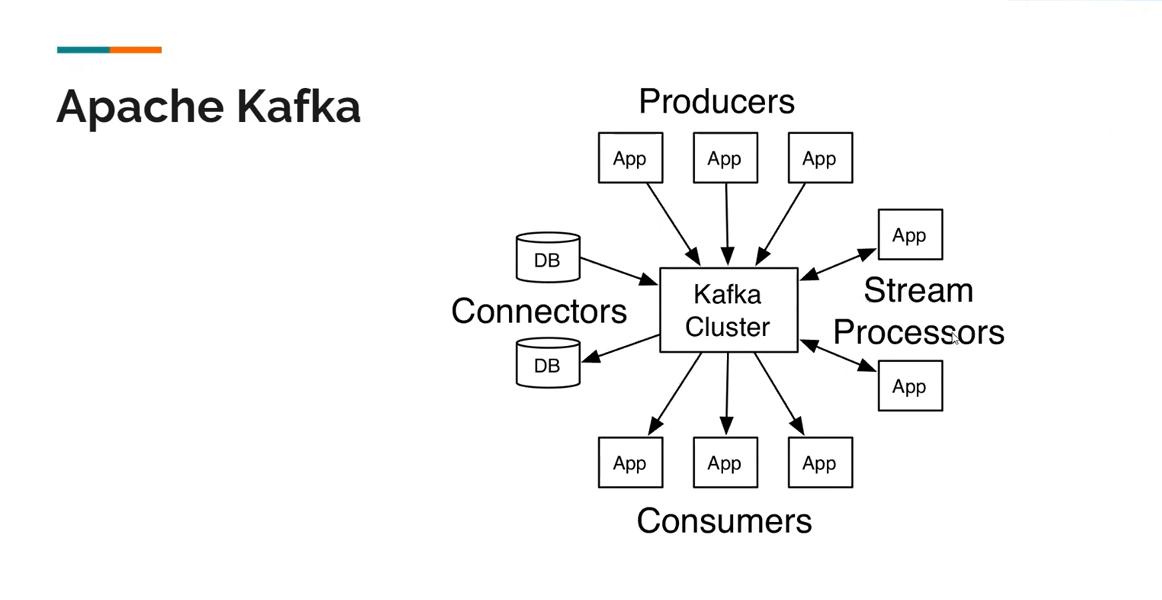 Apache Kafka
Producers
App
App
App
DB
Connectors
DB
Kafka
Cluster
App
Stream
Processors
App
App
App
App
Consumers